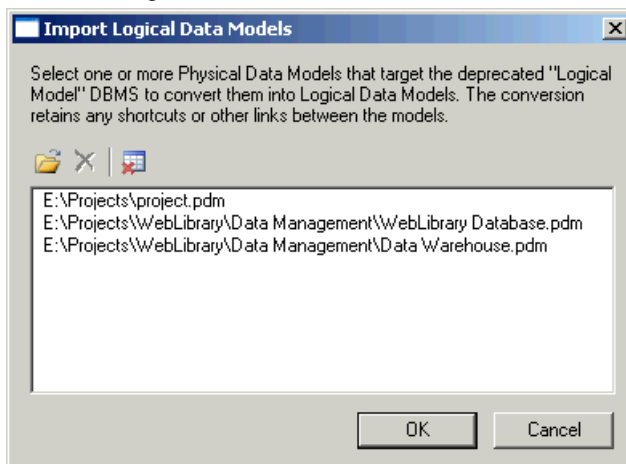 Import Logical Data Models
Select one or more Physical Data Models that target the deprecated "Logical
Model" DBMS to convert them into Logical Data Models. The conversion
retains any shortcuts or other links between the models.
E:\Projects\project.pdm
E:\Projects\WebLibrary\Data Management\WebLibrary Database.pdm
E:\Projects\WebLibrary\Data Management\Data Warehouse.pdm
OK Cancel